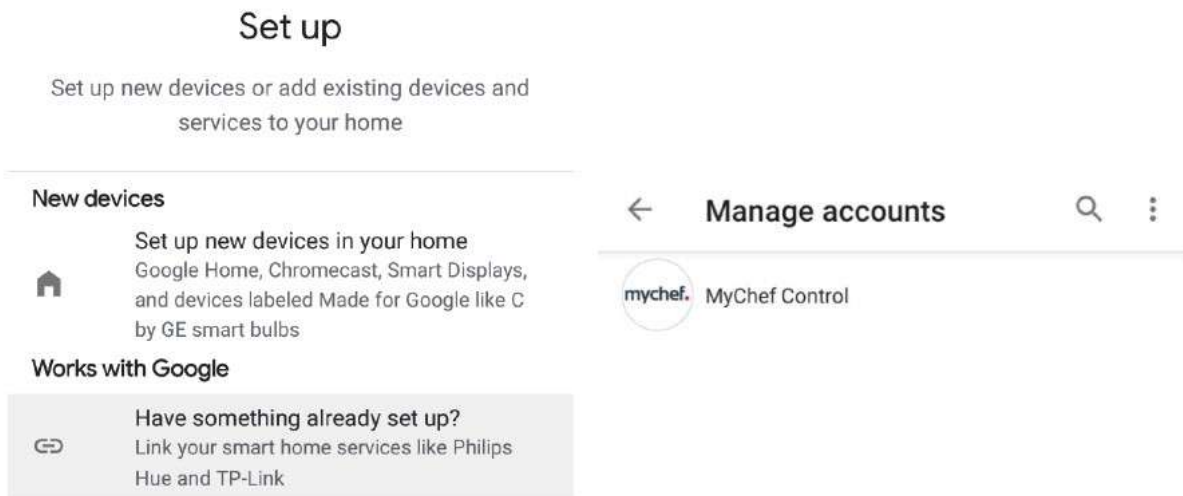 Set up
Set up new devices or add existing devices and
services to your home
New devices
Set up new devices in your home
Google Home, Chromecast, Smart Displays,
and devices labeled Made for Google like C
by GE smart bulbs
Works with Google
Have something already set up?
Link your smart home services like Philips
Hue and TP-Link
Manage accounts
mychef. MyChef Control